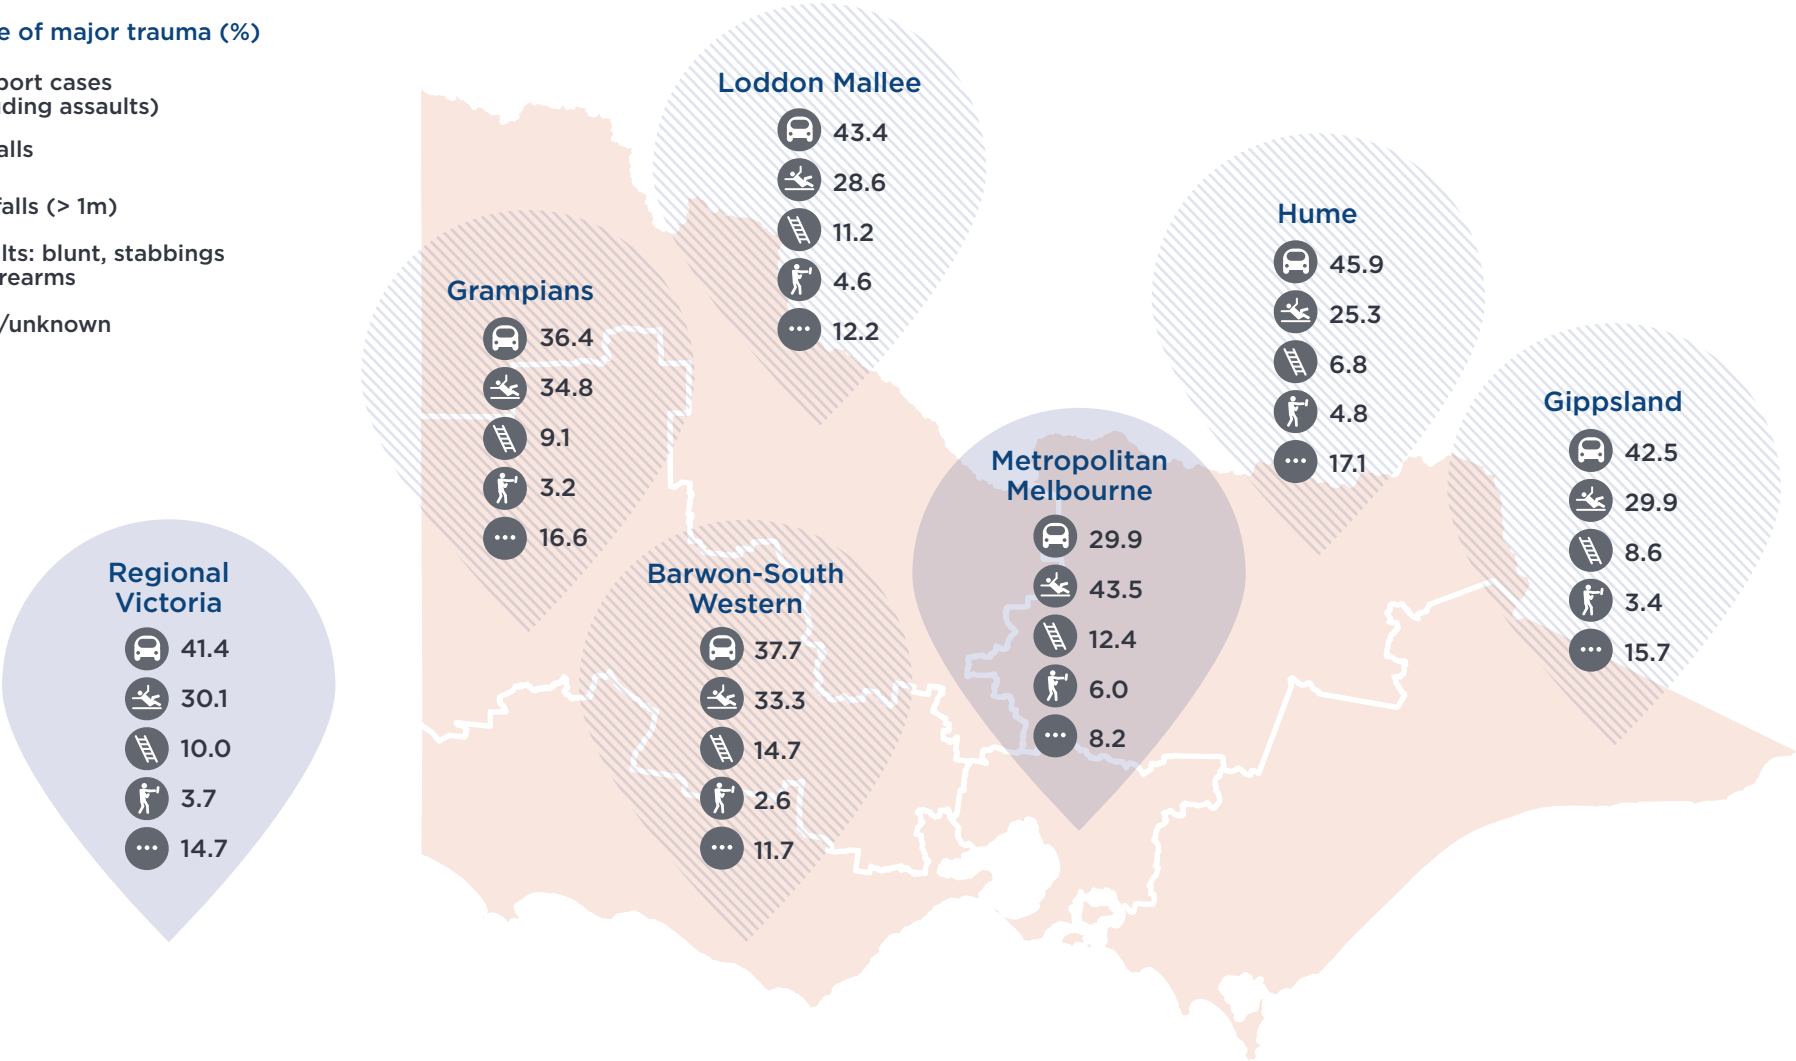 e of major trauma (%)
port cases
ding assaults)
alls
falls (> 1m)
lts: blunt, stabbings
rearms
/unknown
Loddon Mallee
43.4
28.6
11.2
4.6
12.2
Hume
45.9
25.3
6.8
4.8
17.1
Grampians
36.4
34.8
9.1
3.2
16.6
Gippsland
42.5
29.9
8.6
3.4
15.7
Metropolitan
Melbourne
29.9
43.5
12.4
6.0
8.2
Regional
Victoria
41.4
30.1
10.0
3.7
14.7
Barwon-South
Western
37.7
33.3
14.7
2.6
11.7